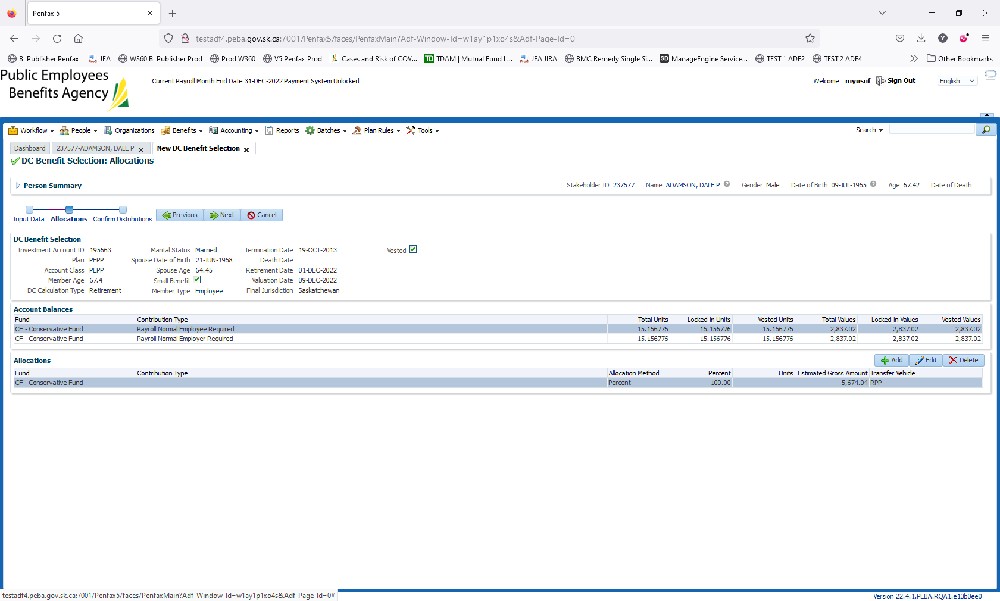 Penfax 5
testadf4.peba.gov.sk.ca:7001/Penfax5/faces/PenfaxMain?Adf-Window-Id=w1ay1p1xo4s&Adf-Page-Id=0
Y
BI Publisher Penfax JEA W360 BI Publisher Prod Prod W360 V5 Penfax Prod Cases and Risk of COV... TD TDAM | Mutual Fund L... JEA JIRA BMC Remedy Single Si... SD ManageEngine Service... TEST 1 ADF2 TEST 2 ADF4 Other Bookmarks
Public Employees
Benefits Agency
Current Payroll Month End Date 31-DEC-2022 Payment System Unlocked
Welcome myusuf Sign Out English
Workflow People Organizations Benefits Accounting Reports Batches Plan Rules Tools Search
Dashboard 237577-ADAMSON, DALE P New DC Benefit Selection
DC Benefit Selection: Allocations
Person Summary Stakeholder ID 237577 Name ADAMSON, DALE P Gender Male Date of Birth 09-JUL-1955 Age 67.42 Date of Death
Input Data Allocations Confirm Distributions Previous Next Cancel
DC Benefit Selection
Investment Account ID 195663 Marital Status Married Termination Date 19-OCT-2013 Vested
Plan PEPP Spouse Date of Birth 21-JUN-1958 Death Date
Account Class PEPP Spouse Age 64.45 Retirement Date 01-DEC-2022
Member Age 67.4 Small Benefit Valuation Date 09-DEC-2022
DC Calculation Type Retirement Member Type Employee Final Jurisdiction Saskatchewan
Account Balances
Fund Contribution Type Total Units Locked-in Units Vested Units Total Values Locked-in Values Vested Values
CF - Conservative Fund Payroll Normal Employee Required 15.156776 15.156776 15.156776 2,837.02 2,837.02 2,837.02
CF - Conservative Fund Payroll Normal Employer Required 15.156776 15.156776 15.156776 2,837.02 2,837.02 2,837.02
Allocations Add Edit Delete
Fund Contribution Type Allocation Method Percent Units Estimated Gross Amount Transfer Vehicle
CF - Conservative Fund Percent 100.00 5,674.04 RPP
testadf4.peba.gov.sk.ca:7001/Penfax5/faces/PenfaxMain?Adf-Window-Id=w1ay1p1xo4s&Adf-Page-Id=0#
Version 22.4.1.PEBA.RQA1.e13b0ee0